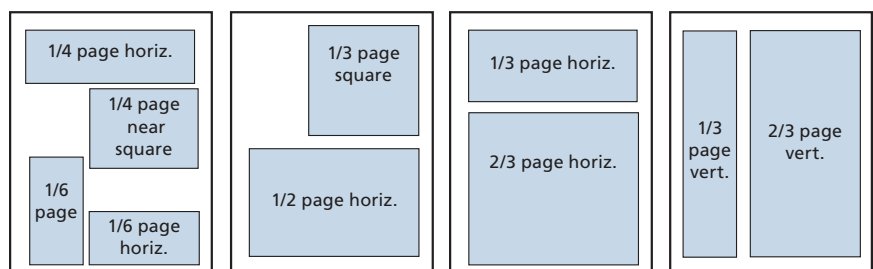 1/4 page horiz.
1/4 page
near
square
1/6
page
1/6 page
horiz.
1/3 page
square
1/2 page horiz.
1/3 page horiz.
2/3 page horiz.
1/3
page
vert.
2/3 page
vert.